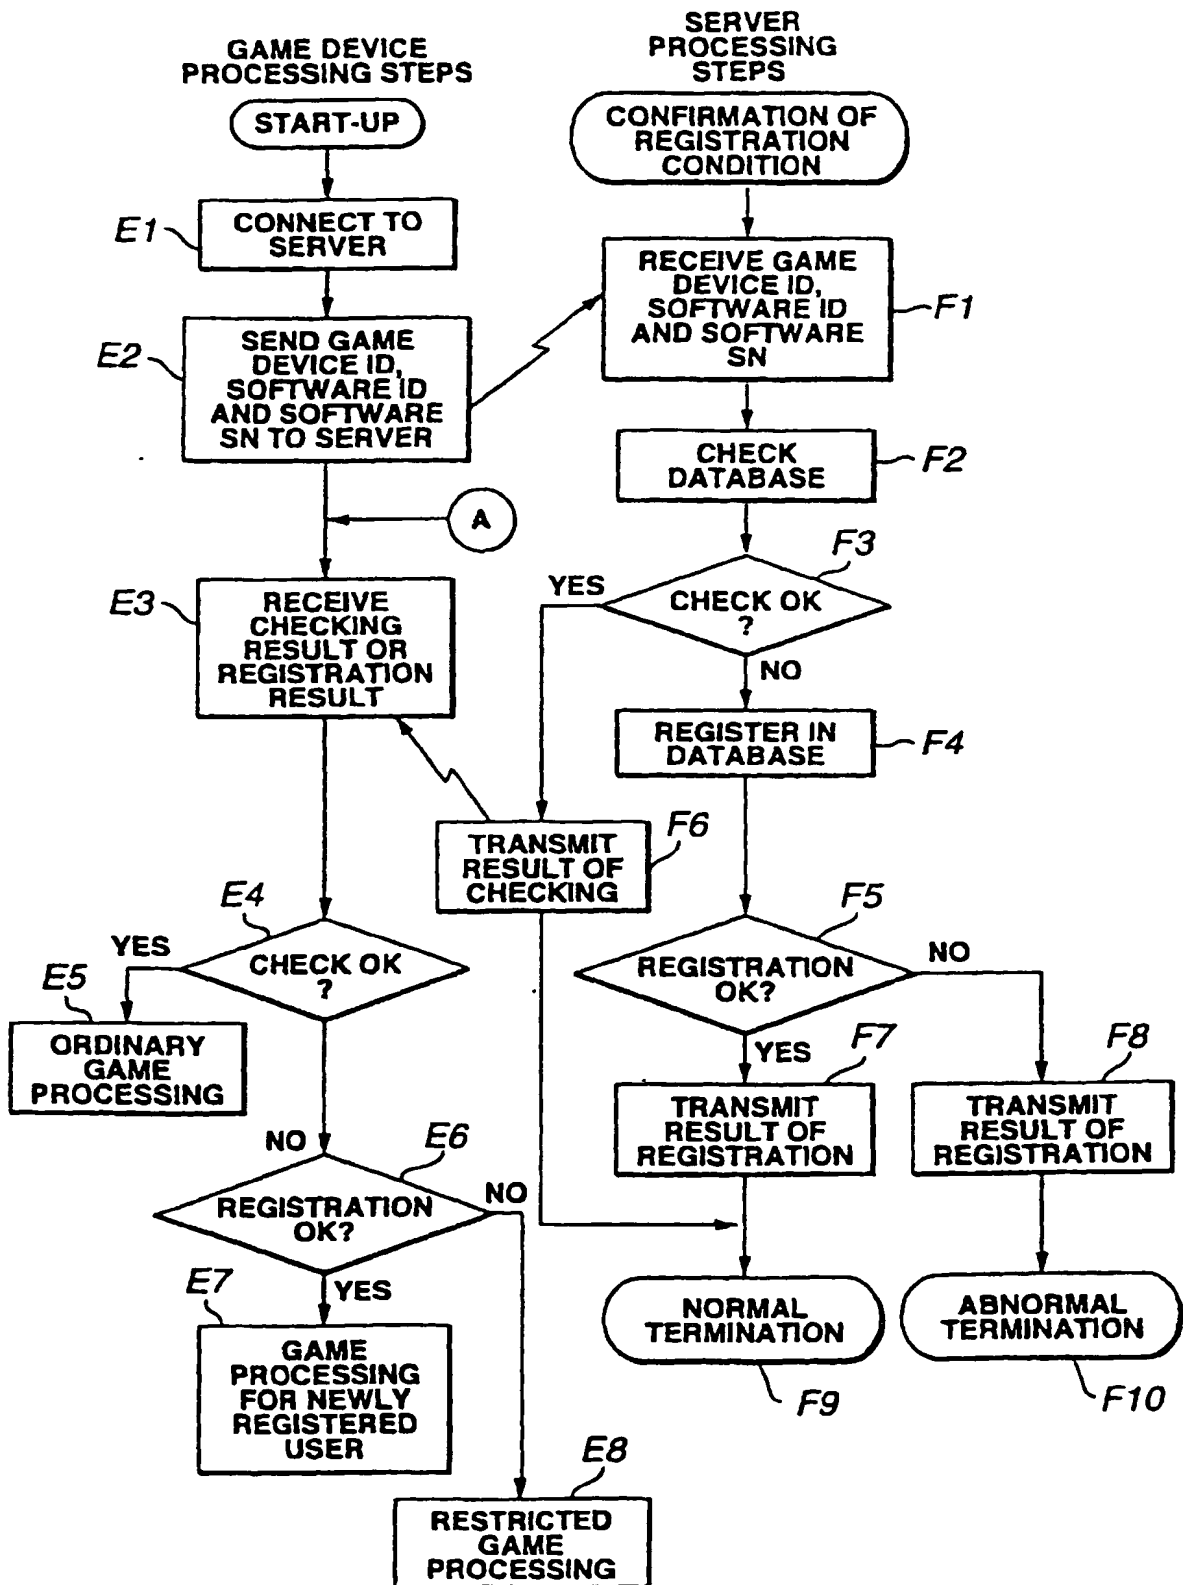 GAME DEVICE
PROCESSING STEPS
START-UP
E1
CONNECT TO
SERVER
E2
SEND GAME
DEVICE ID,
SOFTWARE ID
AND SOFTWARE
SN TO SERVER
A
E3
RECEIVE
CHECKING
RESULT OR
REGISTRATION
RESULT
E4
CHECK OK
?
YES
E5
ORDINARY
GAME
PROCESSING
NO
E6
REGISTRATION
OK?
NO
YES
E7
GAME
PROCESSING
FOR NEWLY
REGISTERED
USER
E8
RESTRICTED
GAME
PROCESSING
SERVER
PROCESSING
STEPS
CONFIRMATION OF
REGISTRATION
CONDITION
RECEIVE GAME
DEVICE ID,
SOFTWARE ID
AND SOFTWARE
SN
F1
CHECK
DATABASE
F2
F3
CHECK OK
?
YES
NO
REGISTER IN
DATABASE
F4
F6
TRANSMIT
RESULT OF
CHECKING
F5
REGISTRATION
OK?
NO
YES
F7
TRANSMIT
RESULT OF
REGISTRATION
F8
TRANSMIT
RESULT OF
REGISTRATION
NORMAL
TERMINATION
F9
ABNORMAL
TERMINATION
F10